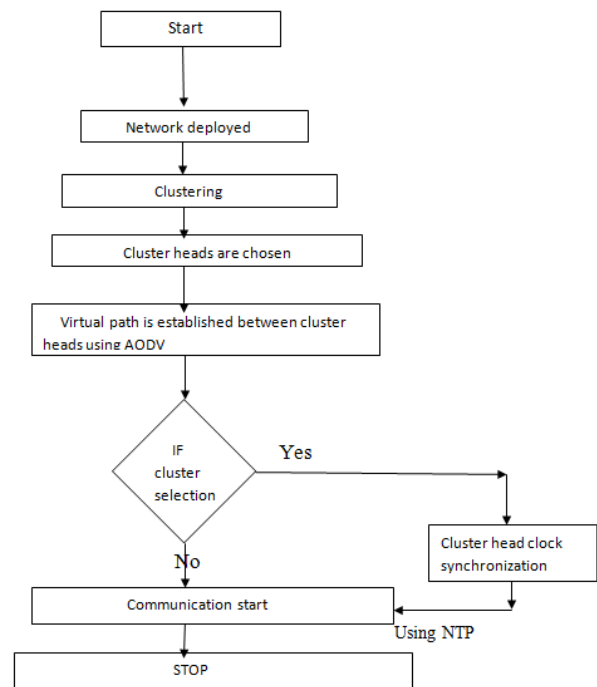 Start
Network deployed
Clustering
Cluster heads are chosen
Virtual path is established between cluster
heads using AODV
IF
cluster
selection
Yes
No
Cluster head clock
synchronization
Communication start
Using NTP
STOP